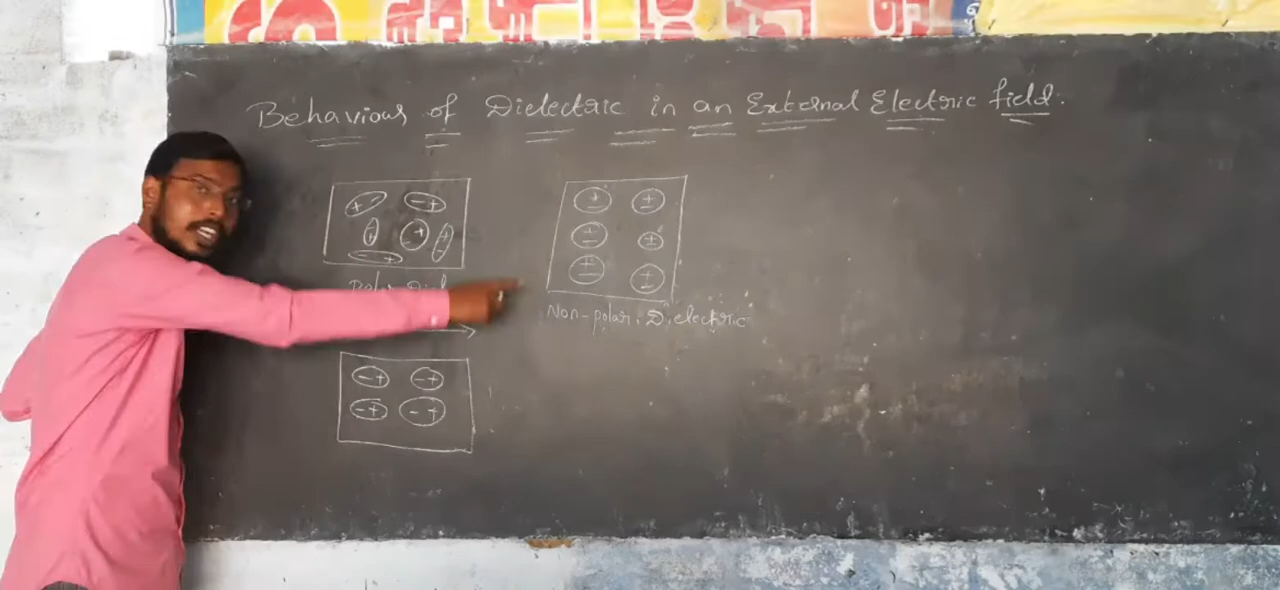 Behaviour of Dielectric in an External Electric field.
+ - - + + -
- + + - + -
- +
Non-polar Dielectric
± ±
± ±
± ±
- + - +
- + - +